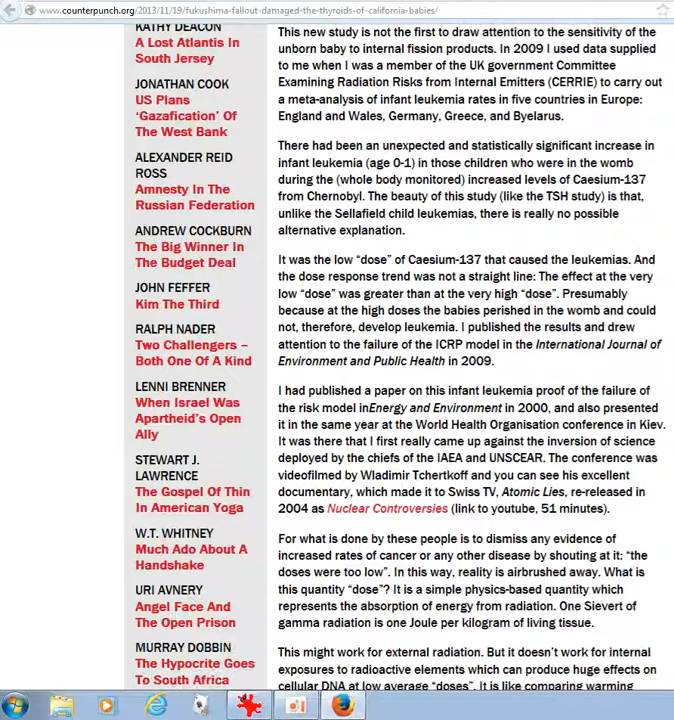 www.counterpunch.org/2013/11/19/fukushima-fallout-damaged-the-thyroids-of-california-babies/
KATHY DEACON
A Lost Atlantis In
South Jersey
JONATHAN COOK
US Plans
‘Gazafication’ Of
The West Bank
ALEXANDER REID
ROSS
Amnesty In The
Russian Federation
ANDREW COCKBURN
The Big Winner In
The Budget Deal
JOHN FEFFER
Kim The Third
RALPH NADER
Two Challengers –
Both One Of A Kind
LENNI BRENNER
When Israel Was
Apartheid’s Open
Ally
STEWART J.
LAWRENCE
The Gospel Of Thin
In American Yoga
W.T. WHITNEY
Much Ado About A
Handshake
URI AVNERY
Angel Face And
The Open Prison
MURRAY DOBBIN
The Hypocrite Goes
To South Africa
This new study is not the first to draw attention to the sensitivity of the
unborn baby to internal fission products. In 2009 I used data supplied
to me when I was a member of the UK government Committee
Examining Radiation Risks from Internal Emitters (CERRIE) to carry out
a meta-analysis of infant leukemia rates in five countries in Europe:
England and Wales, Germany, Greece, and Byelarus.
There had been an unexpected and statistically significant increase in
infant leukemia (age 0-1) in those children who were in the womb
during the (whole body monitored) increased levels of Caesium-137
from Chernobyl. The beauty of this study (like the TSH study) is that,
unlike the Sellafield child leukemias, there is really no possible
alternative explanation.
It was the low “dose” of Caesium-137 that caused the leukemias. And
the dose response trend was not a straight line: The effect at the very
low “dose” was greater than at the very high “dose”. Presumably
because at the high doses the babies perished in the womb and could
not, therefore, develop leukemia. I published the results and drew
attention to the failure of the ICRP model in the International Journal of
Environment and Public Health in 2009.
I had published a paper on this infant leukemia proof of the failure of
the risk model inEnergy and Environment in 2000, and also presented
it in the same year at the World Health Organisation conference in Kiev.
It was there that I first really came up against the inversion of science
deployed by the chiefs of the IAEA and UNSCEAR. The conference was
videofilmed by Wladimir Tchertkoff and you can see his excellent
documentary, which made it to Swiss TV, Atomic Lies, re-released in
2004 as Nuclear Controversies (link to youtube, 51 minutes).
For what is done by these people is to dismiss any evidence of
increased rates of cancer or any other disease by shouting at it: “the
doses were too low”. In this way, reality is airbrushed away. What is
this quantity “dose”? It is a simple physics-based quantity which
represents the absorption of energy from radiation. One Sievert of
gamma radiation is one Joule per kilogram of living tissue.
This might work for external radiation. But it doesn’t work for internal
exposures to radioactive elements which can produce huge effects on
cellular DNA at low average “doses”. It is like comparing warming